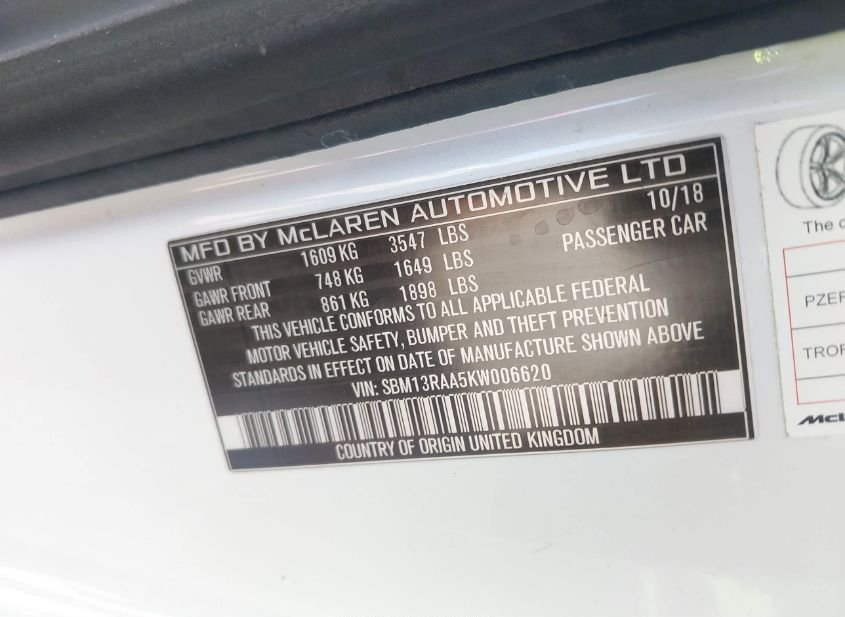 MFD BY McLAREN AUTOMOTIVE LTD
10/18
GVWR 1609 KG 3547 LBS
PASSENGER CAR
GAWR FRONT 748 KG 1649 LBS
GAWR REAR 861 KG 1898 LBS
THIS VEHICLE CONFORMS TO ALL APPLICABLE FEDERAL
MOTOR VEHICLE SAFETY, BUMPER AND THEFT PREVENTION
STANDARDS IN EFFECT ON DATE OF MANUFACTURE SHOWN ABOVE
VIN: SBM13RAA5KW006620
COUNTRY OF ORIGIN UNITED KINGDOM
The